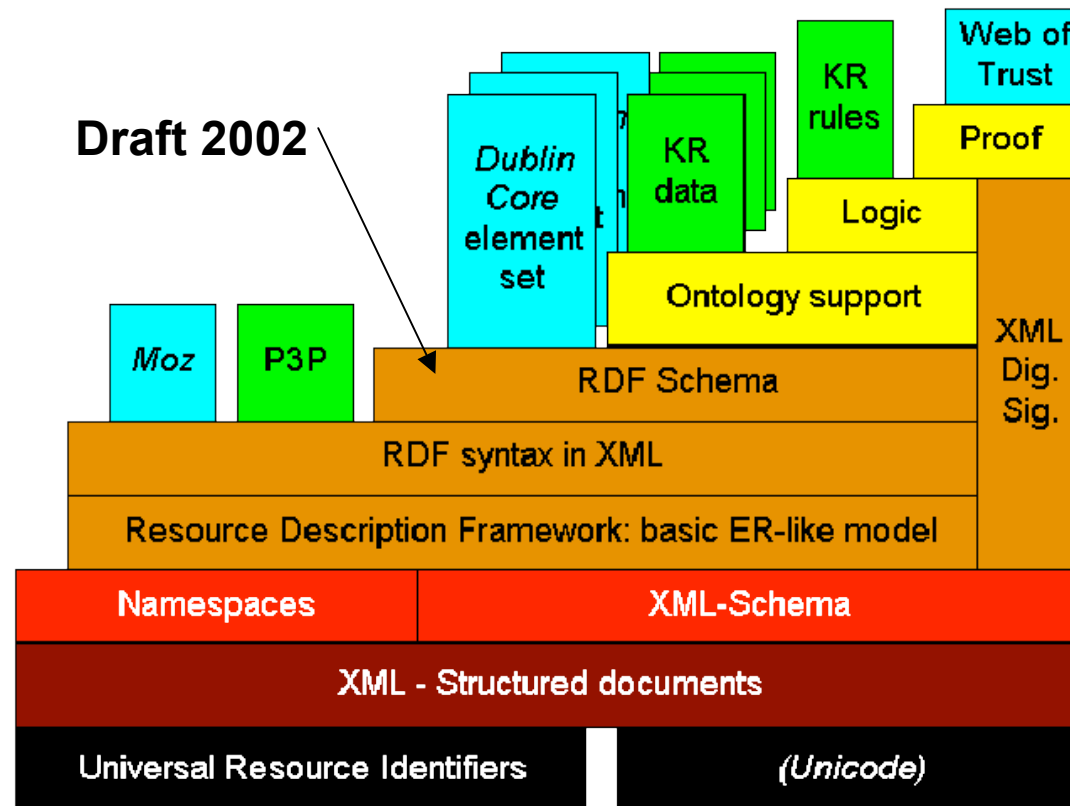 Web of
Trust
KR
rules
Draft 2002
Proof
Dublin
Core
element
set
KR
data
Logic
Ontology support
XML
Dig.
Sig.
Moz
P3P
RDF Schema
RDF syntax in XML
Resource Description Framework: basic ER-like model
Namespaces
XML-Schema
XML - Structured documents
Universal Resource Identifiers
(Unicode)